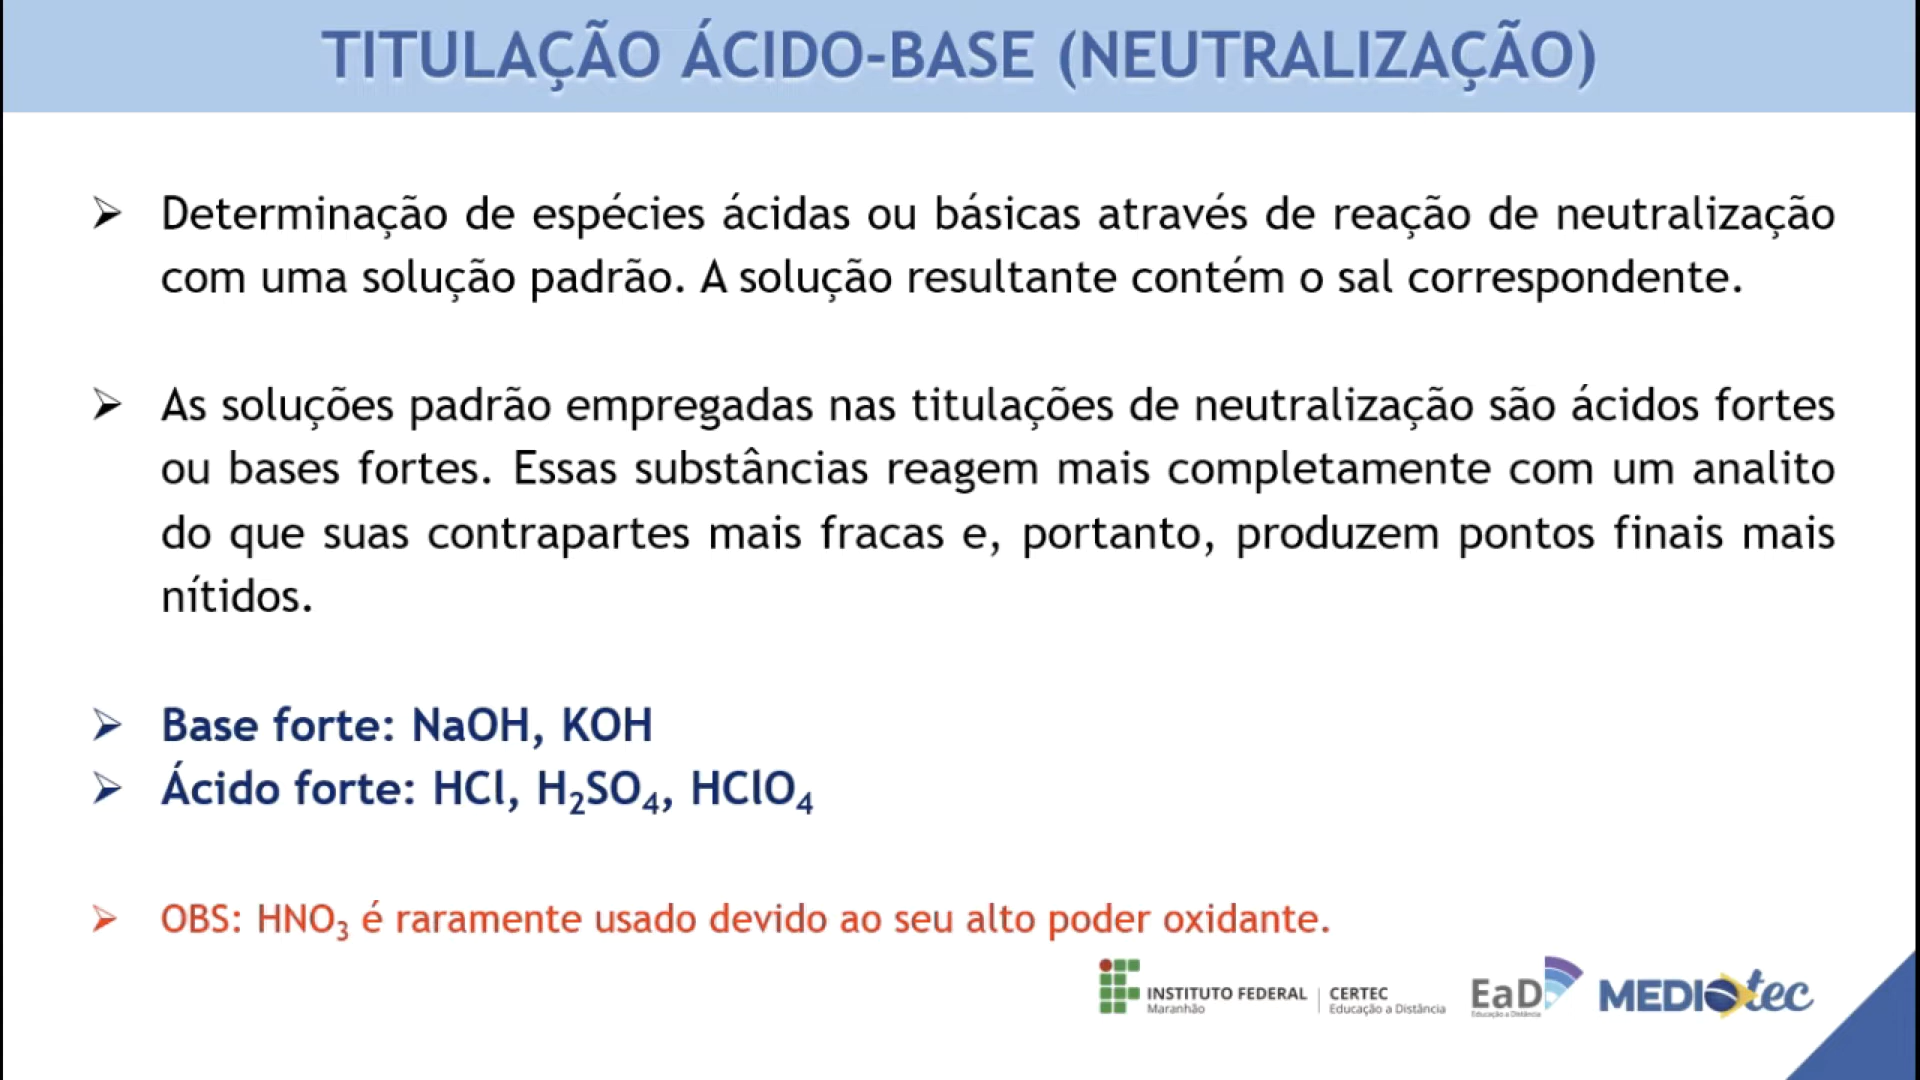 TITULAÇÃO ÁCIDO-BASE (NEUTRALIZAÇÃO)
➢ Determinação de espécies ácidas ou básicas através de reação de neutralização
com uma solução padrão. A solução resultante contém o sal correspondente.
➢ As soluções padrão empregadas nas titulações de neutralização são ácidos fortes
ou bases fortes. Essas substâncias reagem mais completamente com um analito
do que suas contrapartes mais fracas e, portanto, produzem pontos finais mais
nítidos.
➢ Base forte: NaOH, KOH
➢ Ácido forte: HCl, H₂SO₄, HClO₄
➢ OBS: HNO₃ é raramente usado devido ao seu alto poder oxidante.
INSTITUTO FEDERAL
Maranhão
CERTEC
Educação a Distância
EaD
Educação a Distância
MEDIOtec